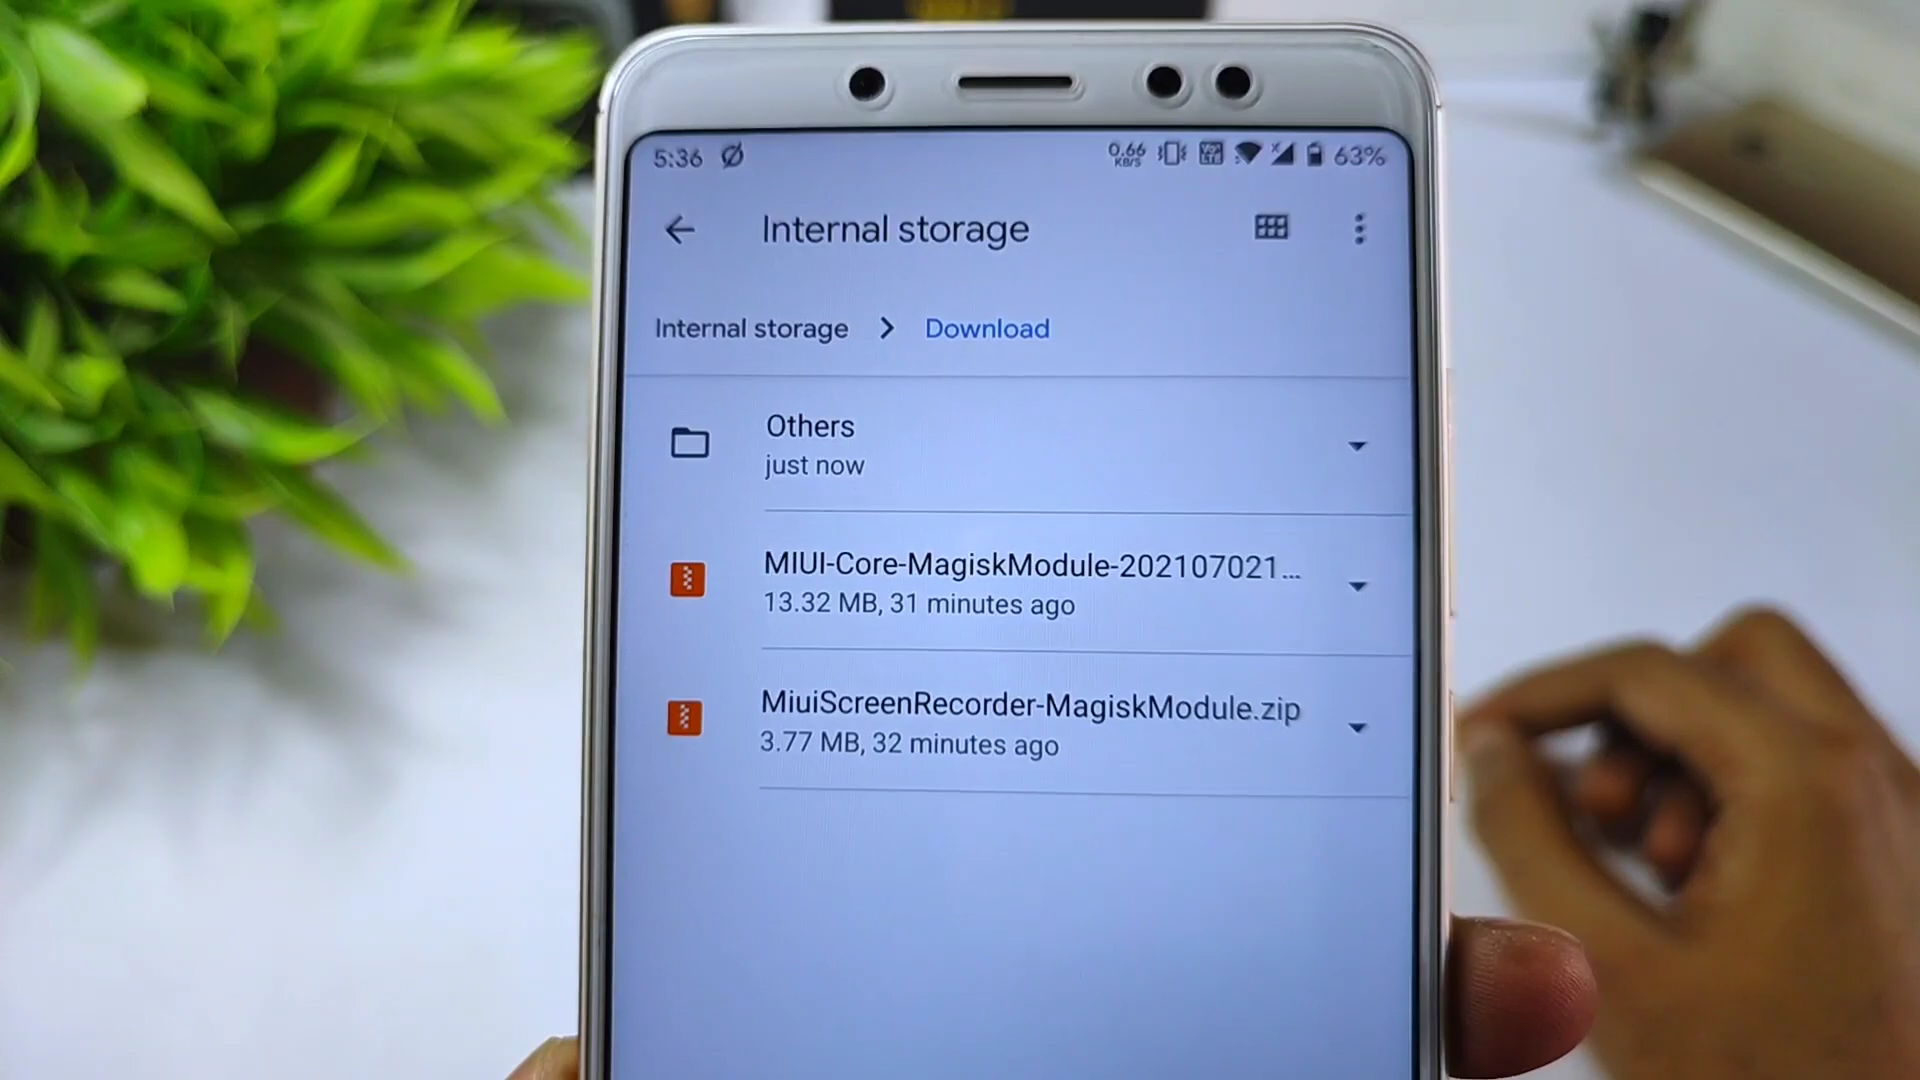 5:36 0.66 KB/S 63%
Internal storage
Internal storage > Download
Others
just now
MIUI-Core-MagiskModule-202107021...
13.32 MB, 31 minutes ago
MiuiScreenRecorder-MagiskModule.zip
3.77 MB, 32 minutes ago